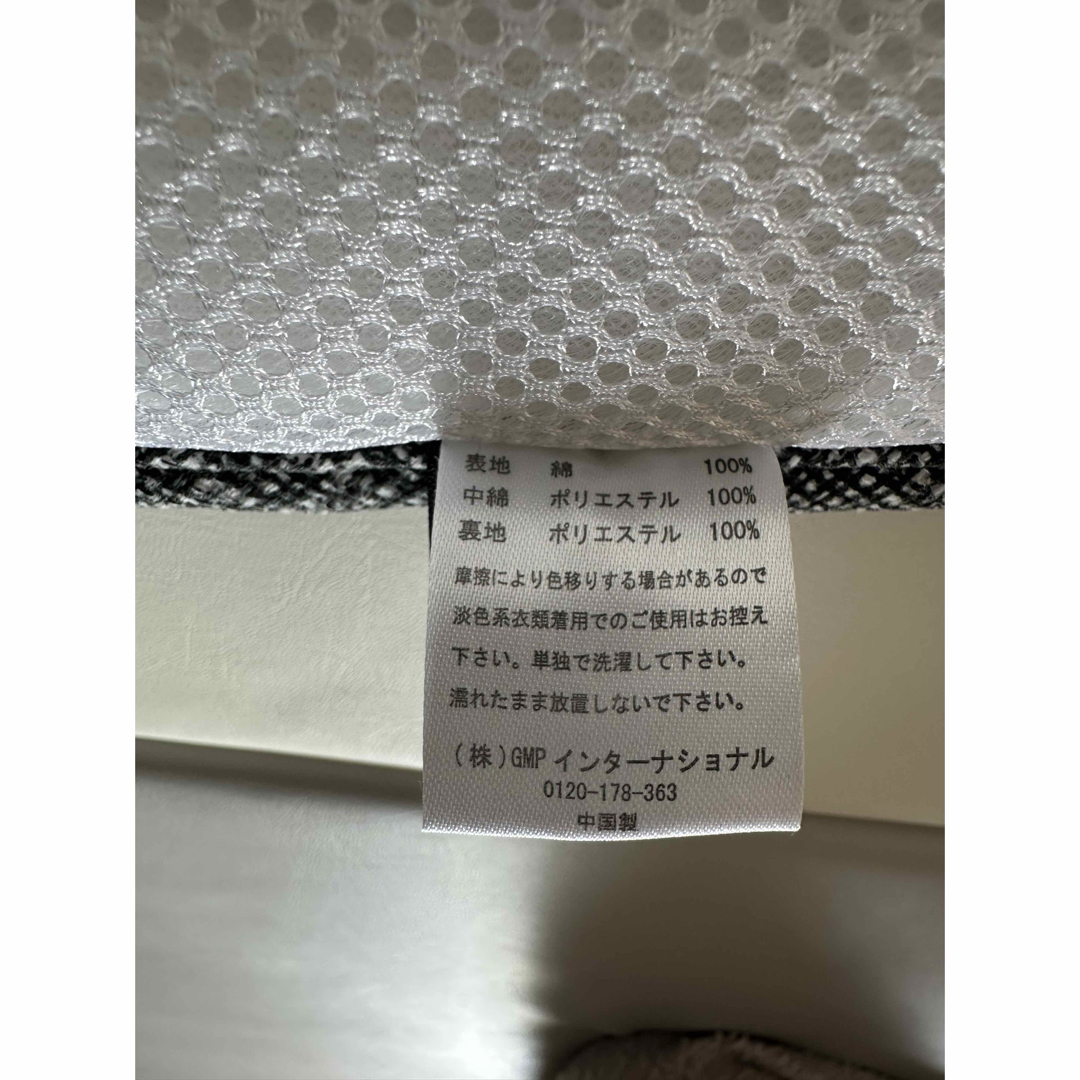 表地 綿 100%
中綿 ポリエステル 100%
裏地 ポリエステル 100%
摩擦により色移りする場合があるので
淡色系衣類着用でのご使用はお控え
下さい。単独で洗濯して下さい。
濡れたまま放置しないで下さい。
(株)GMPインターナショナル
0120-178-363
中国製